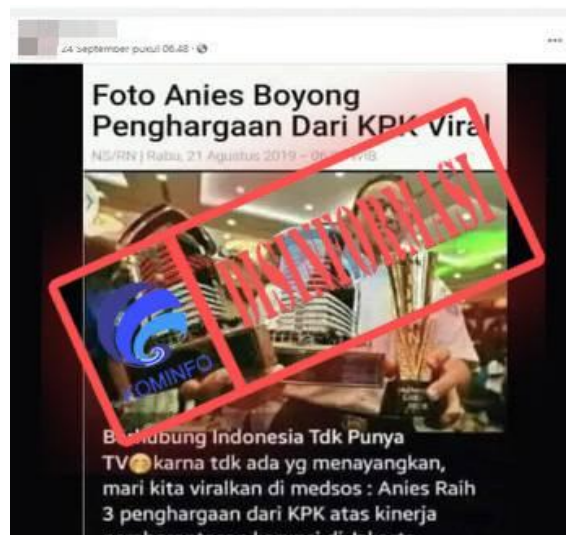 24 September pukul 06.48
Foto Anies Boyong
Penghargaan Dari KPK Viral
NS/RN | Rabu, 21 Agustus 2019 – 06: WIB
DISINFORMASI
KOMINFO
Berhubung Indonesia Tdk Punya
TV🤭karna tdk ada yg menayangkan,
mari kita viralkan di medsos : Anies Raih
3 penghargaan dari KPK atas kinerja